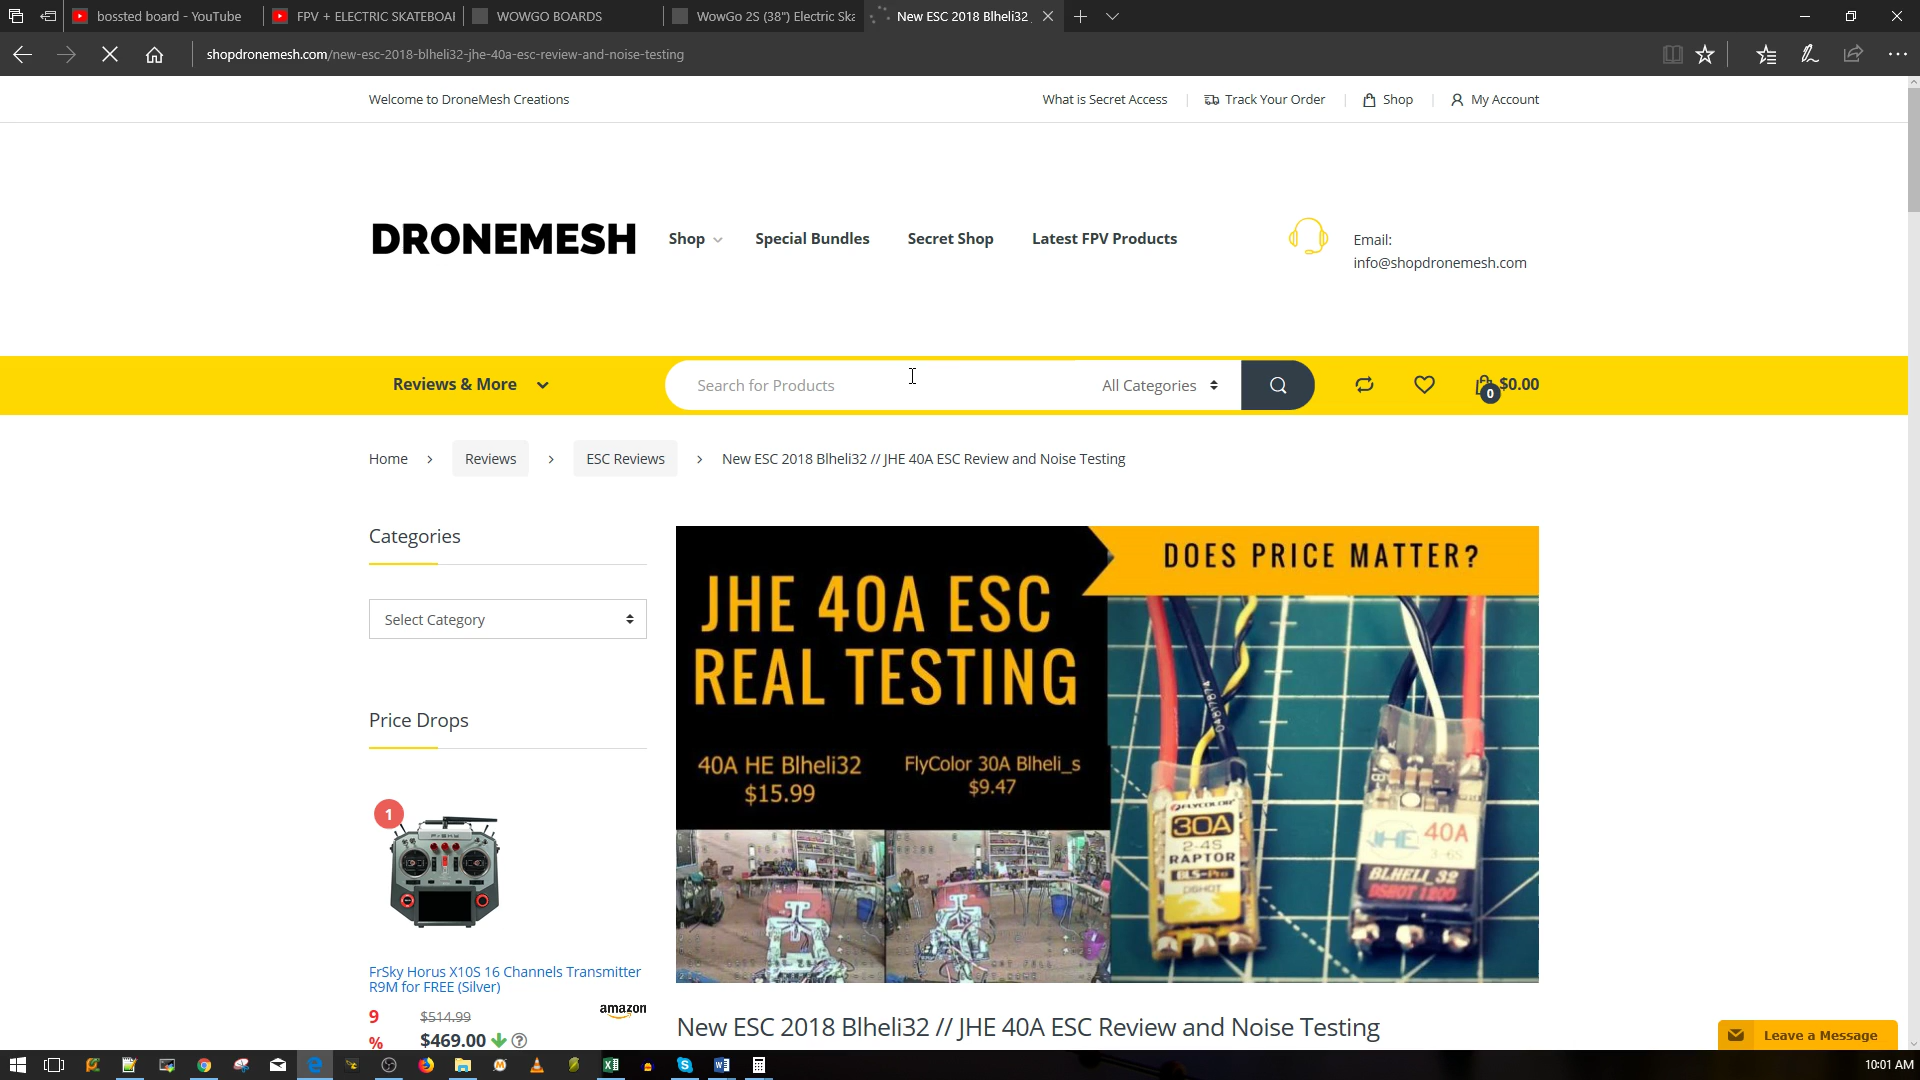 bossted board - YouTube
FPV + ELECTRIC SKATEBOAI
WOWGO BOARDS
WowGo 2S (38") Electric Ska
New ESC 2018 Blheli32
shopdronemesh.com/new-esc-2018-blheli32-jhe-40a-esc-review-and-noise-testing
Welcome to DroneMesh Creations
What is Secret Access
Track Your Order
Shop
My Account
DRONEMESH
Shop
Special Bundles
Secret Shop
Latest FPV Products
Email:
info@shopdronemesh.com
Reviews & More
Search for Products
All Categories
0
$0.00
Home
Reviews
ESC Reviews
New ESC 2018 Blheli32 // JHE 40A ESC Review and Noise Testing
Categories
Select Category
Price Drops
1
FrSky Horus X10S 16 Channels Transmitter
R9M for FREE (Silver)
amazon
9
%
$514.99
$469.00
DOES PRICE MATTER?
JHE 40A ESC
REAL TESTING
40A HE Blheli32
$15.99
FlyColor 30A Blheli_s
$9.47
FLYCOLOR
30A
2-4S
RAPTOR
BLS-Pro
DSHOT
JHE 40A
3-6S
BLHELI_32
DSHOT 1200
New ESC 2018 Blheli32 // JHE 40A ESC Review and Noise Testing
Leave a Message
10:01 AM